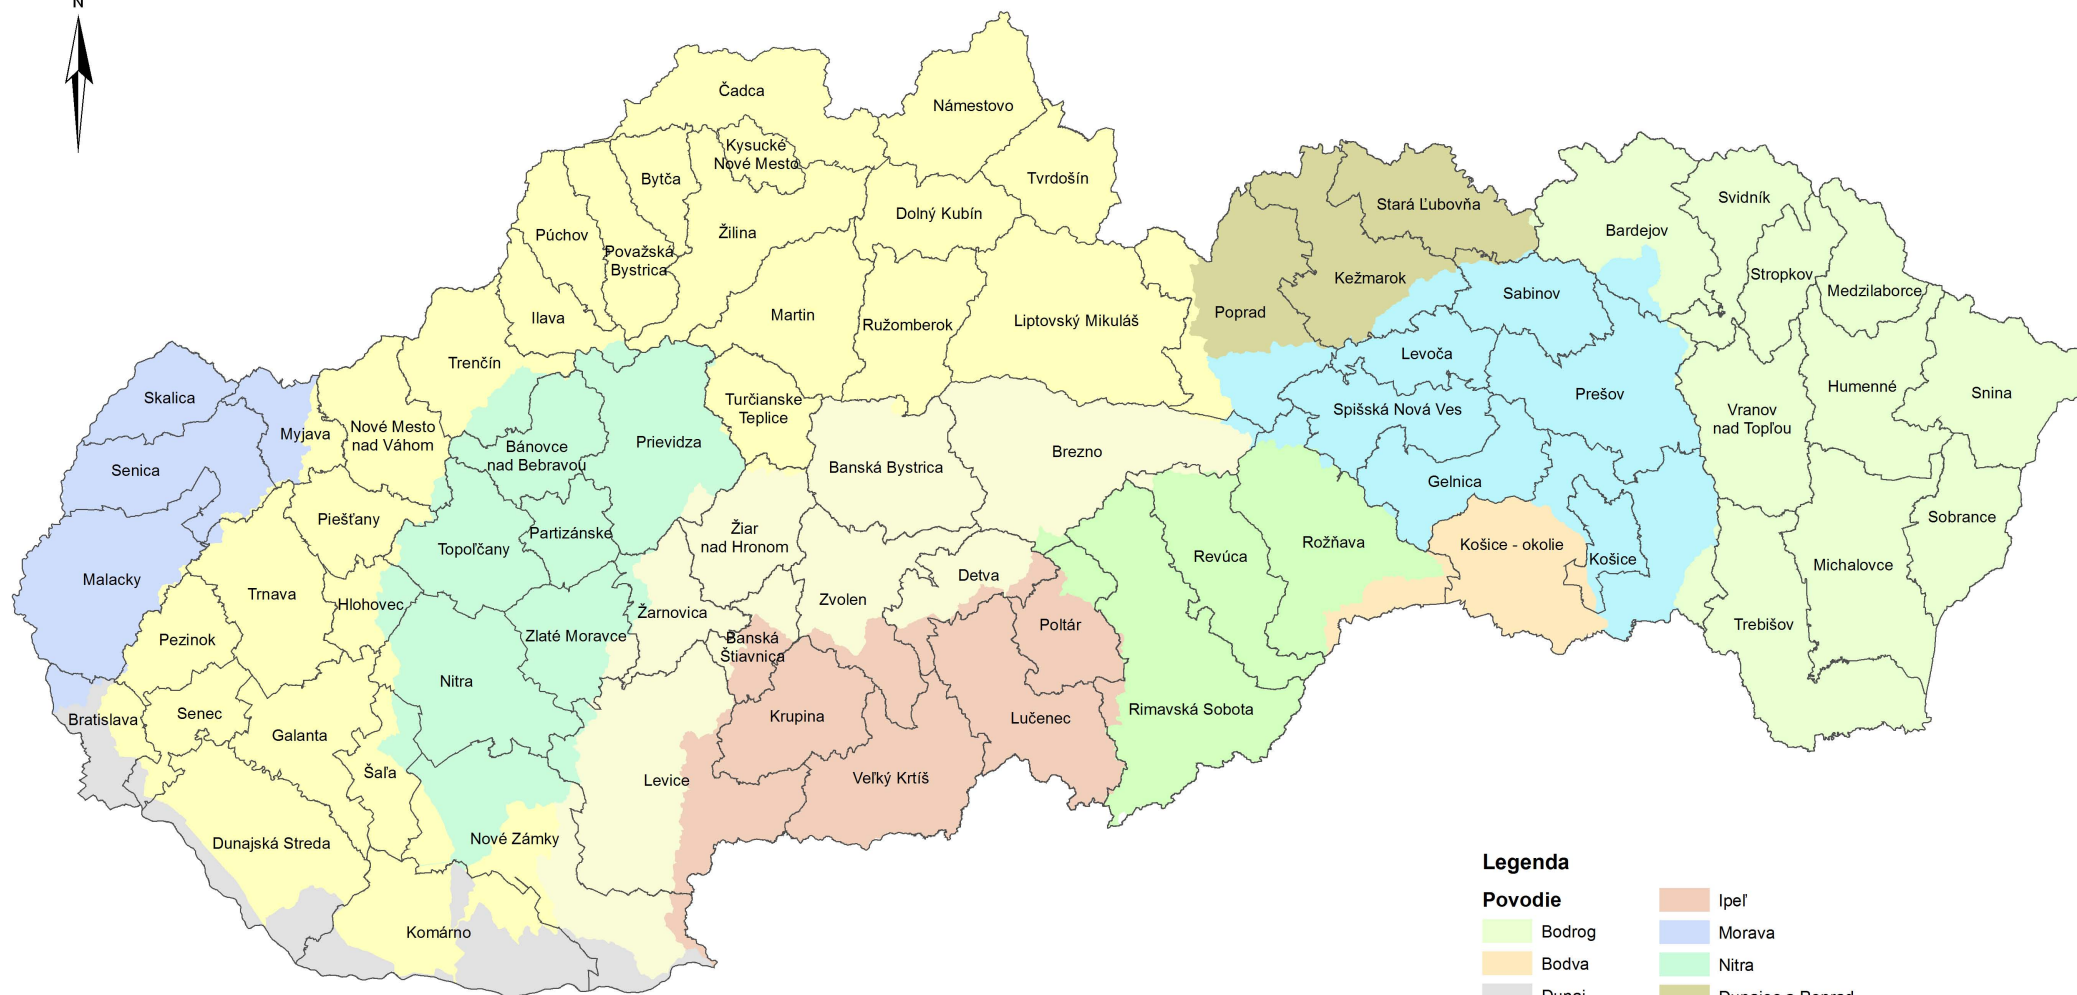 N
Čadca
Námestovo
Kysucké
Nové Mesto
Bytča
Tvrdošín
Dolný Kubín
Púchov
Žilina
Považská
Bystrica
Stará Ľubovňa
Svidník
Bardejov
Kežmarok
Stropkov
Medzilaborce
Sabinov
Ilava
Martin
Ružomberok
Liptovský Mikuláš
Poprad
Levoča
Trenčín
Skalica
Turčianske
Teplice
Spišská Nová Ves
Prešov
Humenné
Snina
Vranov
nad Topľou
Myjava
Nové Mesto
nad Váhom
Bánovce
nad Bebravou
Prievidza
Brezno
Banská Bystrica
Senica
Gelnica
Piešťany
Topoľčany
Partizánske
Žiar
nad Hronom
Revúca
Rožňava
Košice - okolie
Košice
Sobrance
Michalovce
Malacky
Trnava
Hlohovec
Detva
Zvolen
Žarnovica
Zlaté Moravce
Poltár
Trebišov
Pezinok
Banská
Štiavnica
Nitra
Bratislava
Senec
Galanta
Krupina
Lučenec
Rimavská Sobota
Šaľa
Levice
Veľký Krtíš
Dunajská Streda
Nové Zámky
Komárno
Legenda
Povodie
Ipeľ
Bodrog
Morava
Bodva
Nitra
Dunaj
Dunajec a Poprad